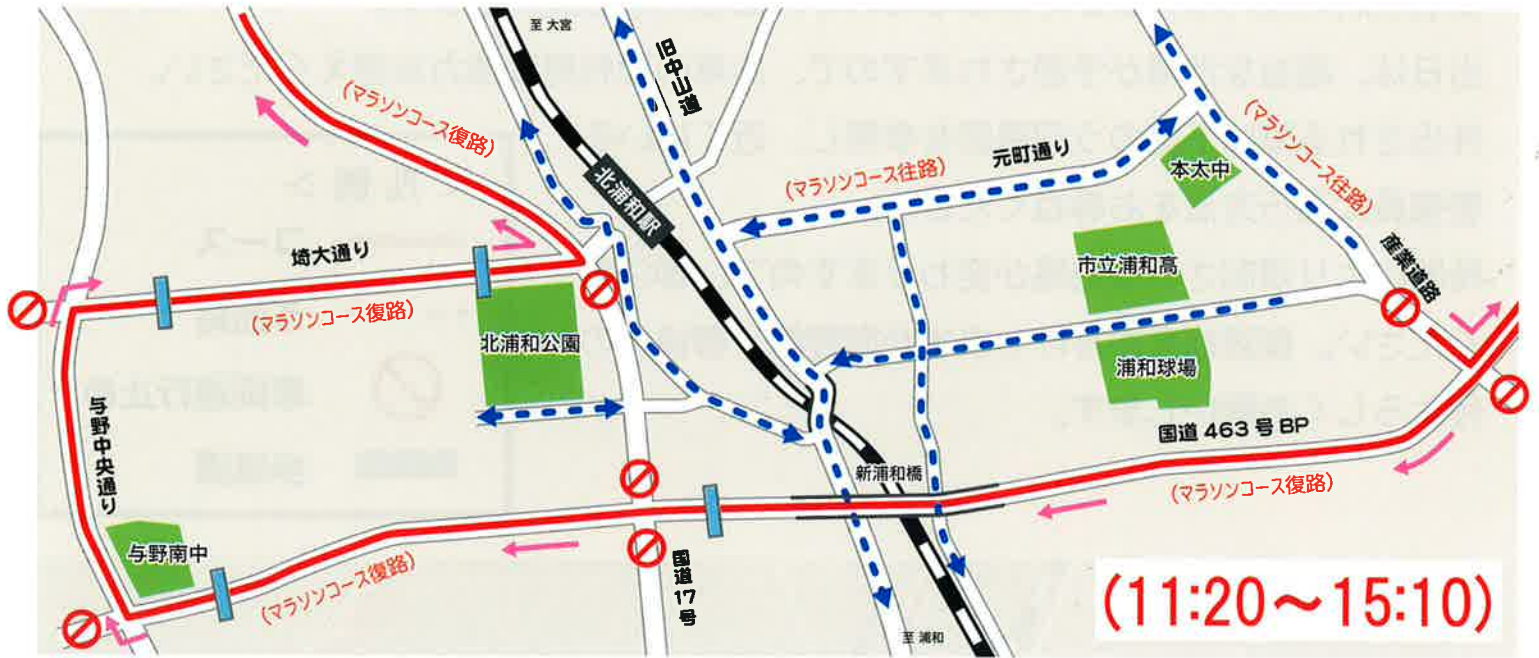 至 大宮
旧中山道
(マラソンコース復路)
北浦和駅
(マラソンコース往路)
元町通り
本太中
(マラソンコース往路)
埼大通り
(マラソンコース復路)
北浦和公園
市立浦和高
産業道路
浦和球場
与野中央通り
国道 463 号 BP
(マラソンコース復路)
新浦和橋
与野南中
(マラソンコース復路)
国道17号
至 浦和
(11:20～15:10)